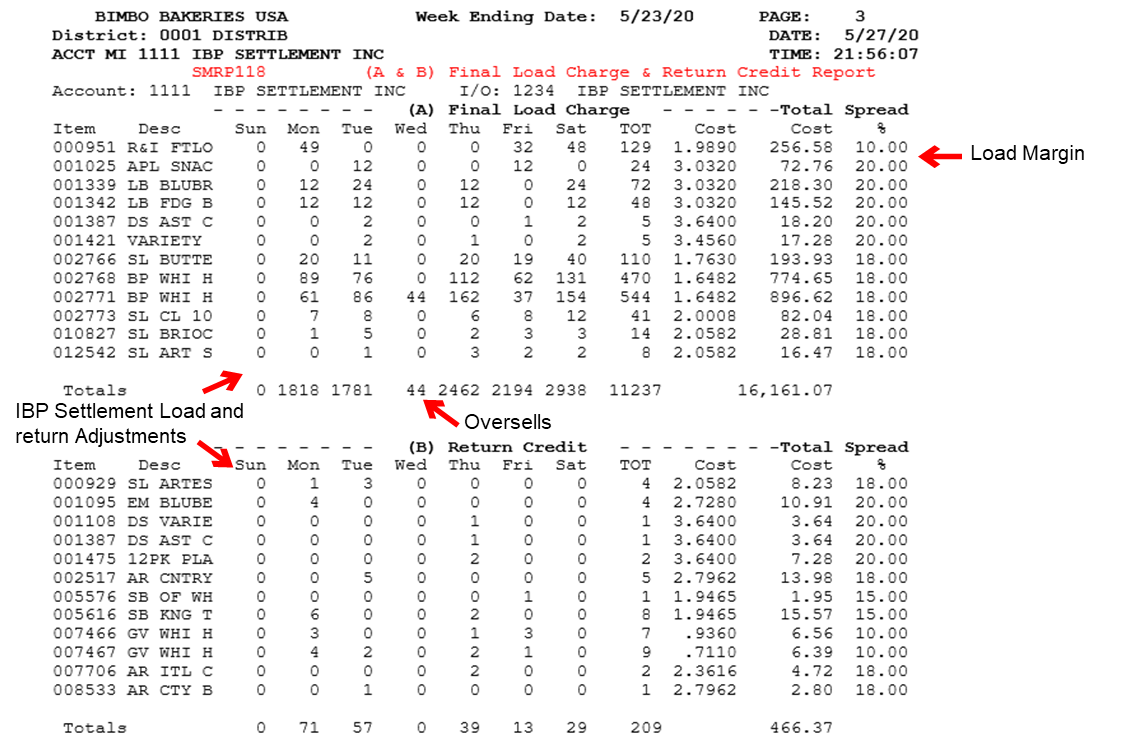 BIMBO BAKERIES USA Week Ending Date: 5/23/20 PAGE: 3
District: 0001 DISTRIB DATE: 5/27/20
ACCT MI 1111 IBP SETTLEMENT INC TIME: 21:56:07
SMRP118 (A & B) Final Load Charge & Return Credit Report
Account: 1111 IBP SETTLEMENT INC I/O: 1234 IBP SETTLEMENT INC
- - - - - - - - (A) Final Load Charge - - - - - -Total Spread
Item Desc Sun Mon Tue Wed Thu Fri Sat TOT Cost Cost %
000951 R&I FTLO 0 49 0 0 0 32 48 129 1.9890 256.58 10.00
001025 APL SNAC 0 0 12 0 0 12 0 24 3.0320 72.76 20.00
Load Margin
001339 LB BLUBR 0 12 24 0 12 0 24 72 3.0320 218.30 20.00
001342 LB FDG B 0 12 12 0 12 0 12 48 3.0320 145.52 20.00
001387 DS AST C 0 0 2 0 0 1 2 5 3.6400 18.20 20.00
001421 VARIETY 0 0 2 0 1 0 2 5 3.4560 17.28 20.00
002766 SL BUTTE 0 20 11 0 20 19 40 110 1.7630 193.93 18.00
002768 BP WHI H 0 89 76 0 112 62 131 470 1.6482 774.65 18.00
002771 BP WHI H 0 61 86 44 162 37 154 544 1.6482 896.62 18.00
002773 SL CL 10 0 7 8 0 6 8 12 41 2.0008 82.04 18.00
010827 SL BRIOC 0 1 5 0 2 3 3 14 2.0582 28.81 18.00
012542 SL ART S 0 0 1 0 3 2 2 8 2.0582 16.47 18.00
Totals 0 1818 1781 44 2462 2194 2938 11237 16,161.07
IBP Settlement Load and
return Adjustments
Oversells
- - - - - - - - (B) Return Credit - - - - - - - -Total Spread
Item Desc Sun Mon Tue Wed Thu Fri Sat TOT Cost Cost %
000929 SL ARTES 0 1 3 0 0 0 0 4 2.0582 8.23 18.00
001095 EM BLUBE 0 4 0 0 0 0 0 4 2.7280 10.91 20.00
001108 DS VARIE 0 0 0 0 1 0 0 1 3.6400 3.64 20.00
001387 DS AST C 0 0 0 0 1 0 0 1 3.6400 3.64 20.00
001475 12PK PLA 0 0 0 0 2 0 0 2 3.6400 7.28 20.00
002517 AR CNTRY 0 0 5 0 0 0 0 5 2.7962 13.98 18.00
005576 SB OF WH 0 0 0 0 0 1 0 1 1.9465 1.95 15.00
005616 SB KNG T 0 6 0 0 2 0 0 8 1.9465 15.57 15.00
007466 GV WHI H 0 3 0 0 1 3 0 7 .9360 6.56 10.00
007467 GV WHI H 0 4 2 0 2 1 0 9 .7110 6.39 10.00
007706 AR ITL C 0 0 0 0 2 0 0 2 2.3616 4.72 18.00
008533 AR CTY B 0 0 1 0 0 0 0 1 2.7962 2.80 18.00
Totals 0 71 57 0 39 13 29 209 466.37